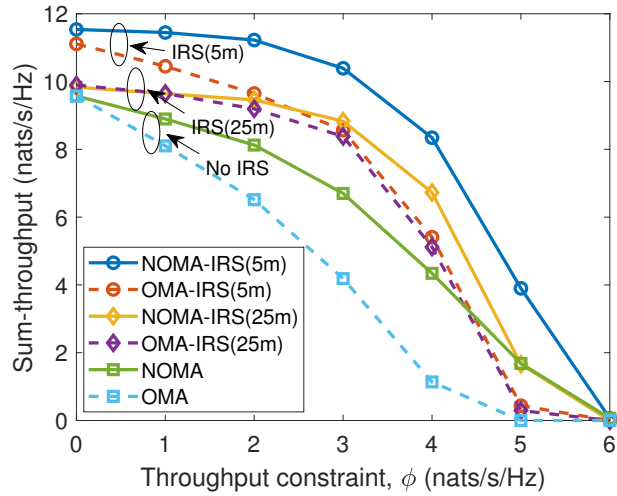 12
10
8
6
4
2
0
Sum-throughput (nats/s/Hz)
IRS(5m)
IRS(25m)
No IRS
NOMA-IRS(5m)
OMA-IRS(5m)
NOMA-IRS(25m)
OMA-IRS(25m)
NOMA
OMA
0 1 2 3 4 5 6
Throughput constraint, ϕ (nats/s/Hz)